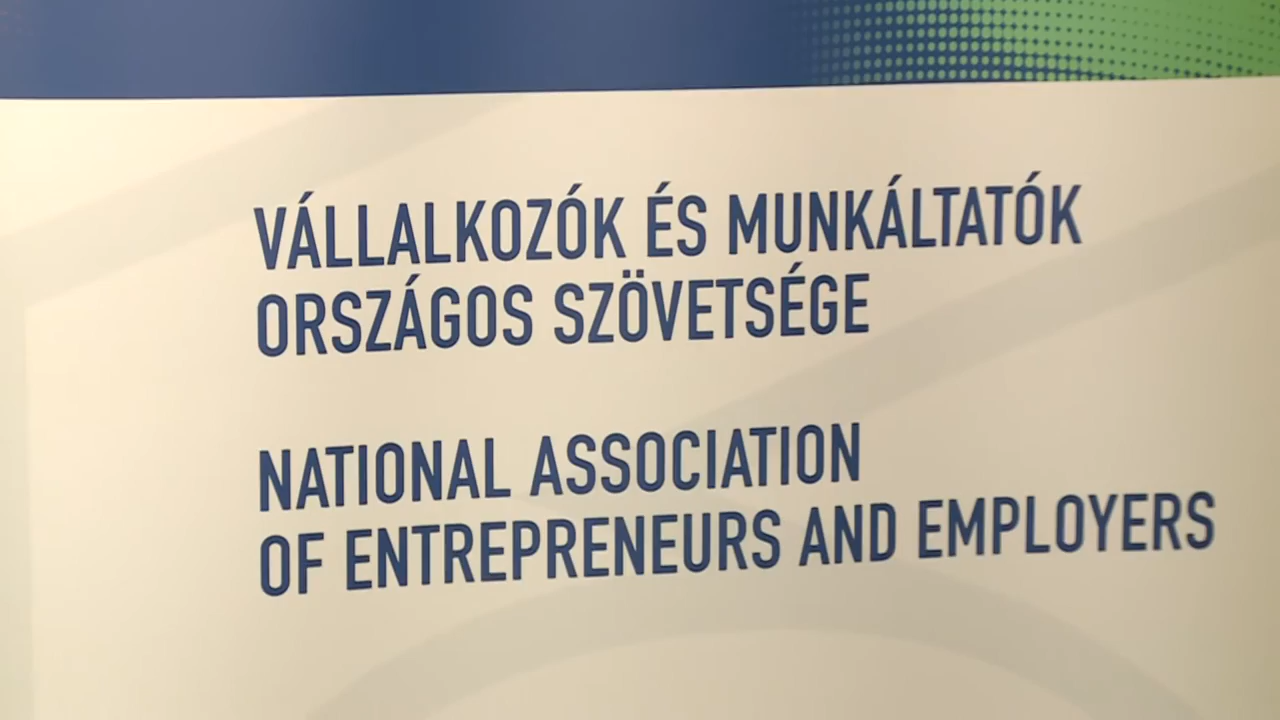 VÁLLALKOZÓK ÉS MUNKÁLTATÓK
ORSZÁGOS SZÖVETSÉGE
NATIONAL ASSOCIATION
OF ENTREPRENEURS AND EMPLOYERS